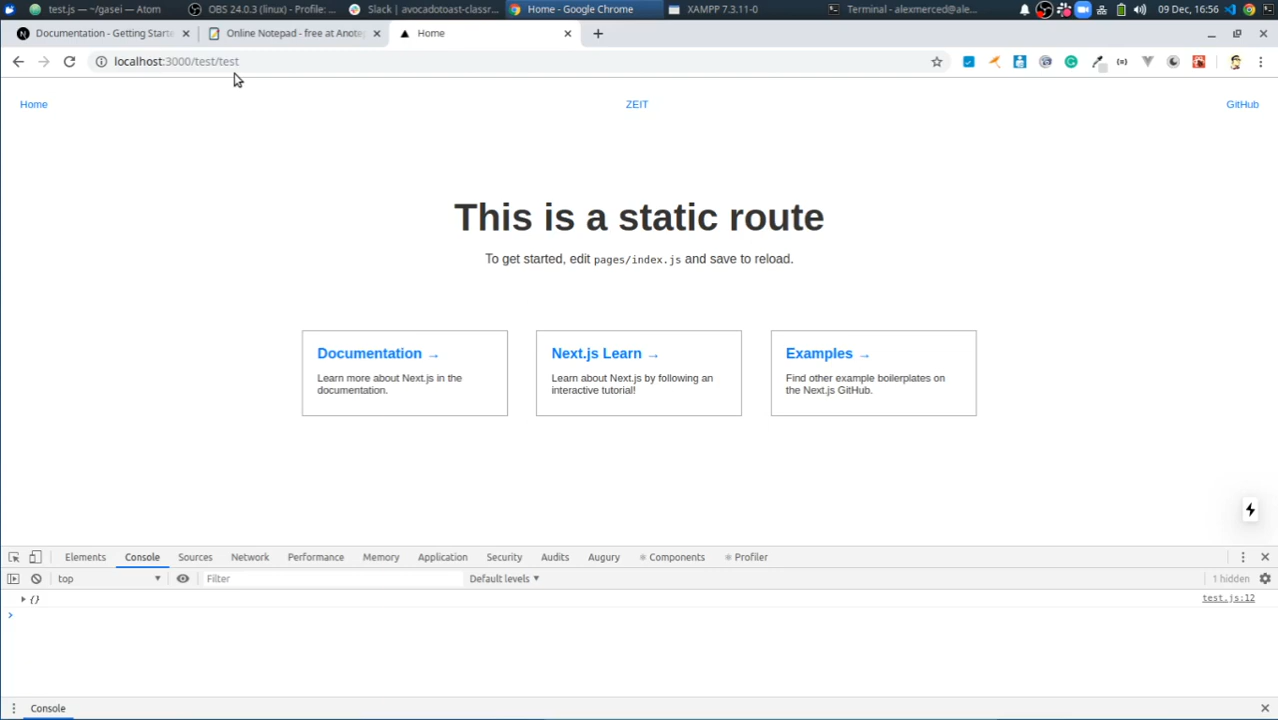 test.js — ~/gasei — Atom
OBS 24.0.3 (linux) - Profile: ...
Slack | avocadotoast-classr...
Home - Google Chrome
XAMPP 7.3.11-0
Terminal - alexmerced@ale...
09 Dec, 16:56
Documentation - Getting Starte
Online Notepad - free at Anote
Home
localhost:3000/test/test
Home
ZEIT
GitHub
This is a static route
To get started, edit pages/index.js and save to reload.
Documentation →
Learn more about Next.js in the
documentation.
Next.js Learn →
Learn about Next.js by following an
interactive tutorial!
Examples →
Find other example boilerplates on
the Next.js GitHub.
Elements
Console
Sources
Network
Performance
Memory
Application
Security
Audits
Augury
Components
Profiler
top
Filter
Default levels
1 hidden
{}
test.js:12
Console